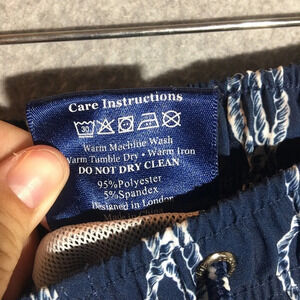 Care Instructions
30
Warm Machine Wash
Warm Tumble Dry - Warm Iron
DO NOT DRY CLEAN
95%Polyester
5%Spandex
Designed in London